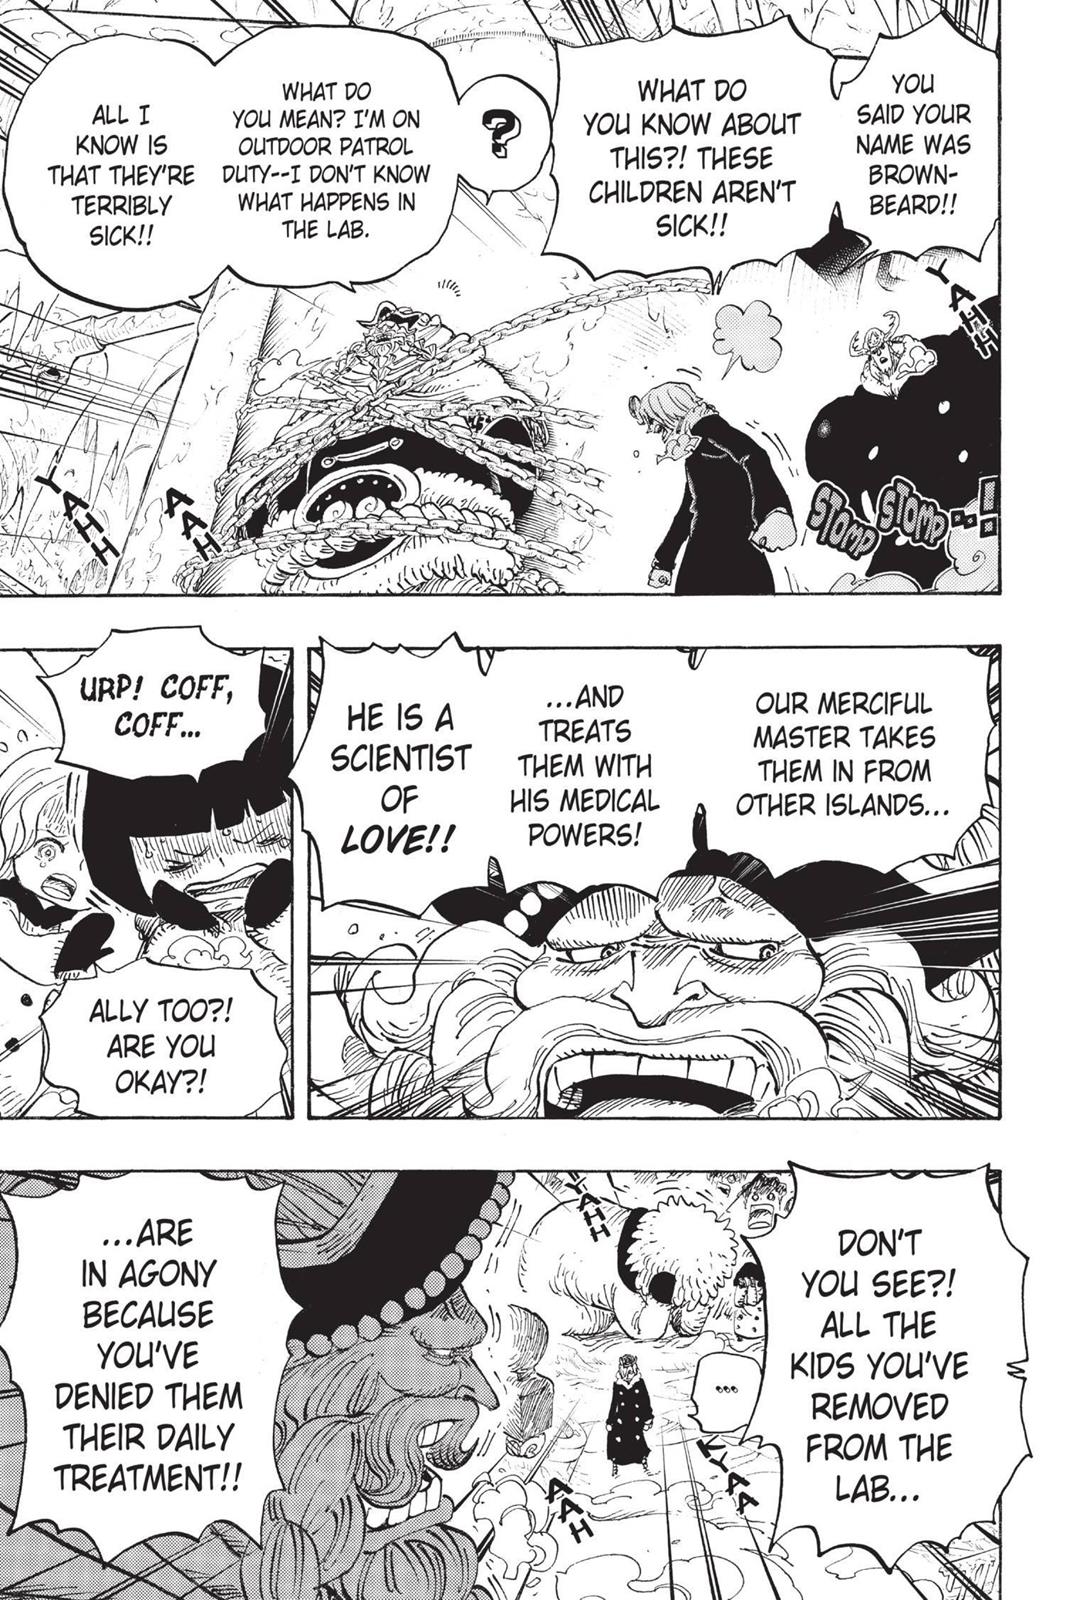 YOU
SAID YOUR
NAME WAS
BROWN-
BEARD!!
WHAT DO
YOU KNOW ABOUT
THIS?! THESE
CHILDREN AREN'T
SICK!!
?
WHAT DO
YOU MEAN? I'M ON
OUTDOOR PATROL
DUTY--I DON'T KNOW
WHAT HAPPENS IN
THE LAB.
ALL I
KNOW IS
THAT THEY'RE
TERRIBLY
SICK!!
YAHH
STOMP
STOMP
...!
YAHH
AAH
OUR MERCIFUL
MASTER TAKES
THEM IN FROM
OTHER ISLANDS...
...AND
TREATS
THEM WITH
HIS MEDICAL
POWERS!
HE IS A
SCIENTIST
OF
LOVE!!
URP! COFF,
COFF...
ALLY TOO?!
ARE YOU
OKAY?!
DON'T
YOU SEE?!
ALL THE
KIDS YOU'VE
REMOVED
FROM THE
LAB...
YAHH
...
KYAA
AAH
...ARE
IN AGONY
BECAUSE
YOU'VE
DENIED THEM
THEIR DAILY
TREATMENT!!